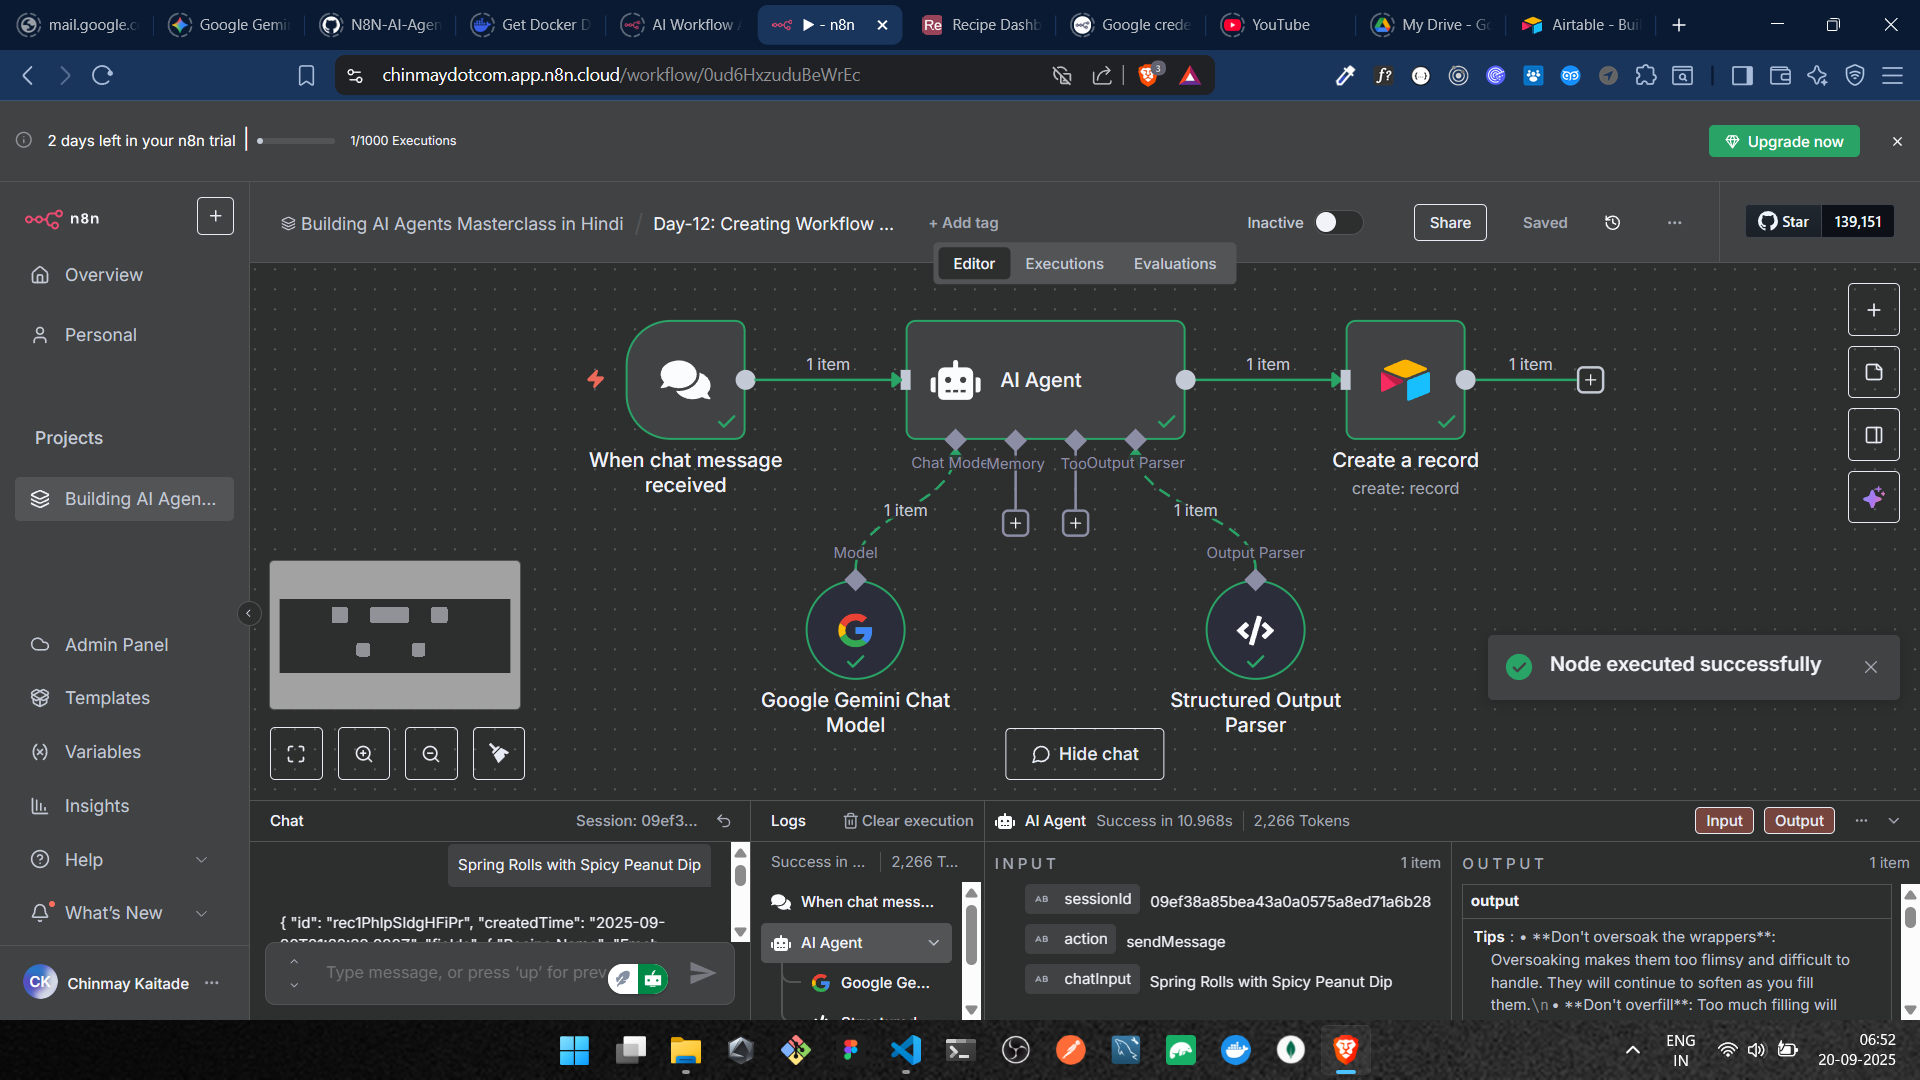 mail.google.c
Google Gemi
N8N-AI-Agen
Get Docker D
AI Workflow
- n8n
Recipe Dashb
Google crede
YouTube
My Drive - Go
Airtable - Buil
chinmaydotcom.app.n8n.cloud/workflow/0ud6HxzuduBeWrEc
3
f?
2 days left in your n8n trial
1/1000 Executions
Upgrade now
n8n
Building AI Agents Masterclass in Hindi / Day-12: Creating Workflow ...
+ Add tag
Inactive
Share
Saved
Star
139,151
Editor
Executions
Evaluations
Overview
Personal
Projects
Building AI Agen...
Admin Panel
Templates
Variables
Insights
Help
What's New
CK
Chinmay Kaitade
1 item
AI Agent
1 item
1 item
When chat message
received
Chat Mode
Memory
Too
Output Parser
Create a record
create: record
1 item
1 item
Model
Output Parser
Google Gemini Chat
Model
Structured Output
Parser
Node executed successfully
Hide chat
Chat
Session: 09ef3...
Spring Rolls with Spicy Peanut Dip
{ "id": "rec1PhlpSIdgHFiPr", "createdTime": "2025-09-
Type message, or press 'up' for prev
Logs
Clear execution
Success in ...
2,266 T...
When chat mess...
AI Agent
Google Ge...
AI Agent
Success in 10.968s
2,266 Tokens
Input
Output
INPUT
1 item
AB sessionId 09ef38a85bea43a0a0575a8ed71a6b28
AB action sendMessage
AB chatInput Spring Rolls with Spicy Peanut Dip
OUTPUT
1 item
output
Tips : • **Don't oversoak the wrappers**:
Oversoaking makes them too flimsy and difficult to
handle. They will continue to soften as you fill
them.\n • **Don't overfill**: Too much filling will
ENG
IN
06:52
20-09-2025